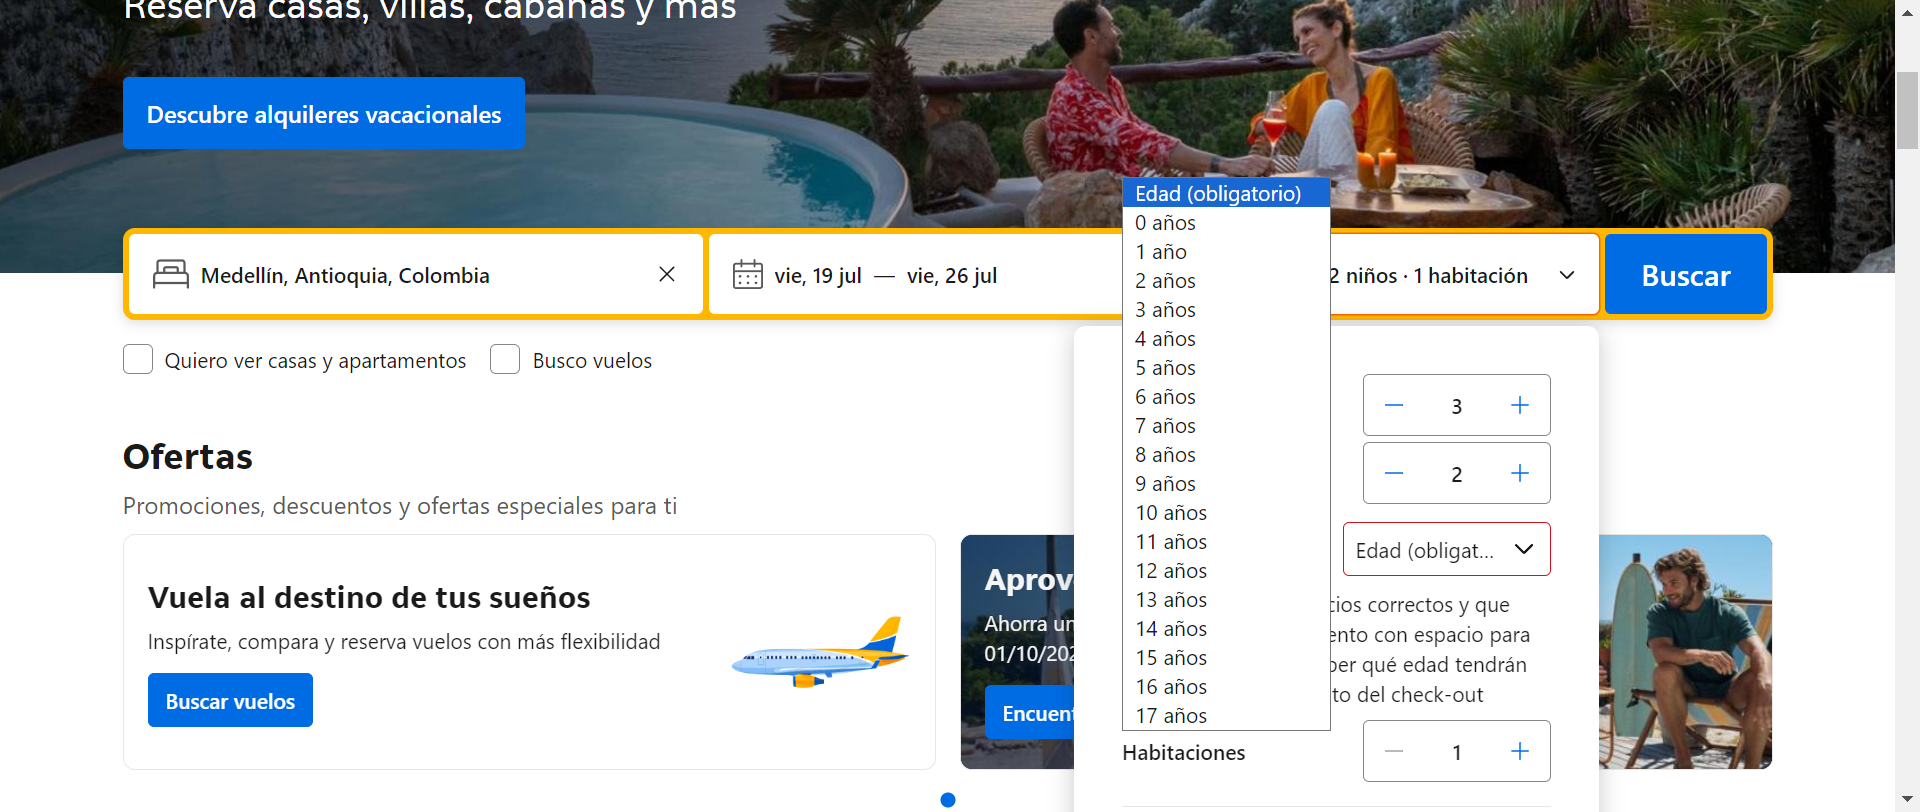 Reserva casas, villas, cabañas y más
Descubre alquileres vacacionales
Medellín, Antioquia, Colombia
vie, 19 jul — vie, 26 jul
2 niños · 1 habitación
Buscar
Edad (obligatorio)
0 años
1 año
2 años
3 años
4 años
5 años
6 años
7 años
8 años
9 años
10 años
11 años
12 años
13 años
14 años
15 años
16 años
17 años
Quiero ver casas y apartamentos
Busco vuelos
3
2
Edad (obligat...
cios correctos y que
ento con espacio para
ber qué edad tendrán
to del check-out
Habitaciones
1
Ofertas
Promociones, descuentos y ofertas especiales para ti
Vuela al destino de tus sueños
Inspírate, compara y reserva vuelos con más flexibilidad
Buscar vuelos
Aprov
Ahorra un
01/10/202
Encuent